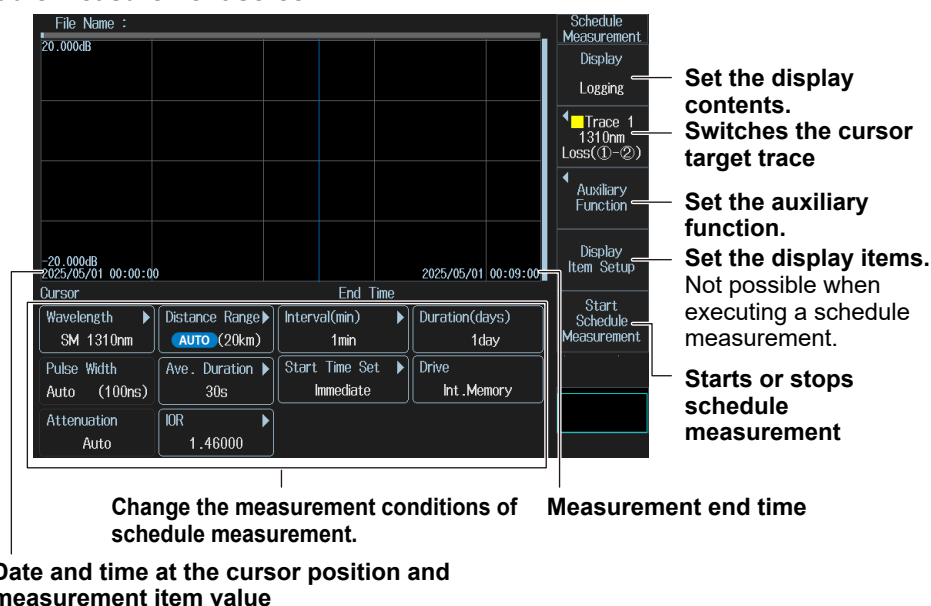 File Name :
Schedule
Measurement
20.000dB
Display
Logging
Set the display
contents.
Trace 1
1310nm
Loss(①-②)
Switches the cursor
target trace
Auxiliary
Function
Set the auxiliary
function.
Display
Item Setup
Set the display items.
Not possible when
executing a schedule
measurement.
-20.000dB
2025/05/01 00:00:00
2025/05/01 00:09:00
Cursor
End Time
Start
Schedule
Measurement
Starts or stops
schedule
measurement
Wavelength
SM 1310nm
Distance Range
AUTO (20km)
Interval(min)
1min
Duration(days)
1day
Pulse Width
Auto (100ns)
Ave. Duration
30s
Start Time Set
Immediate
Drive
Int.Memory
Attenuation
Auto
IOR
1.46000
Change the measurement conditions of
schedule measurement.
Measurement end time
Date and time at the cursor position and
measurement item value